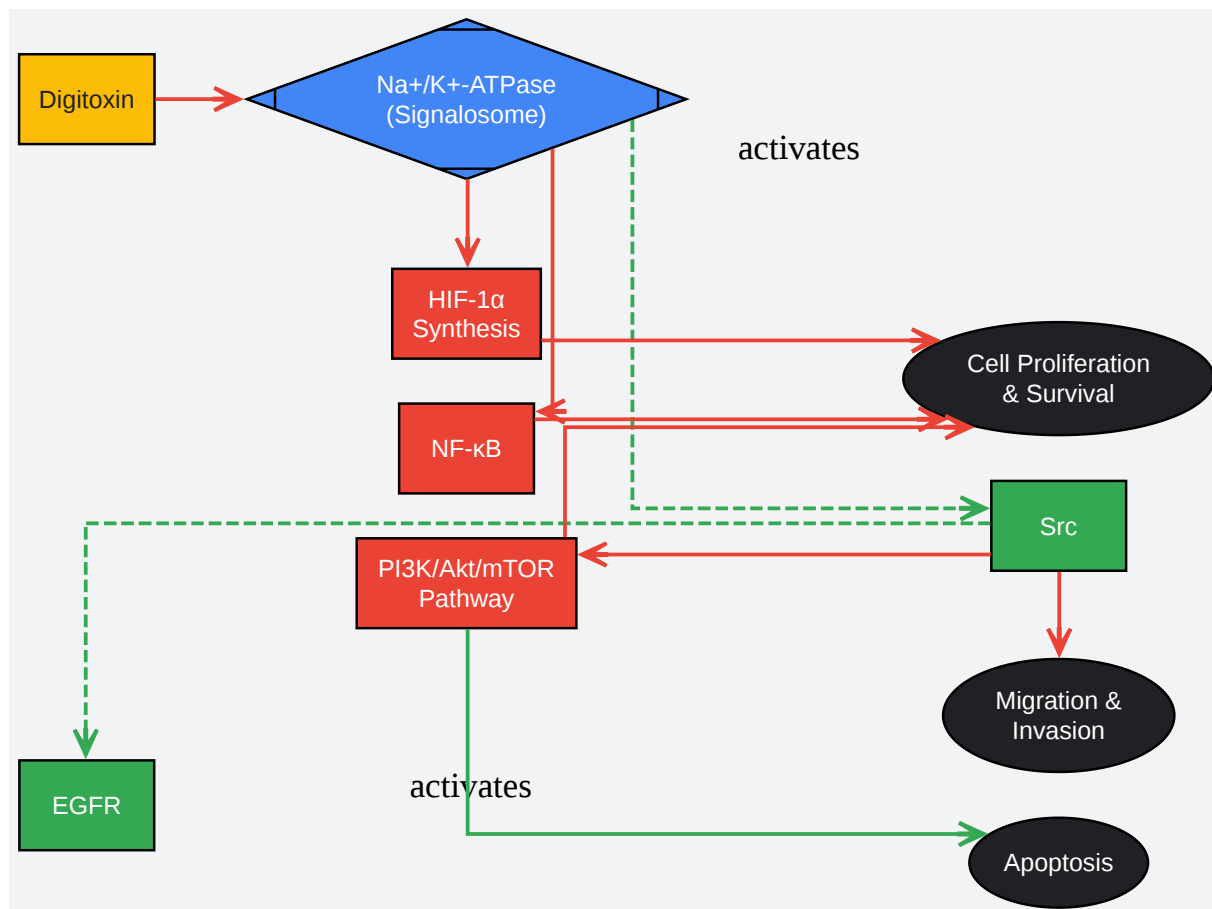 Digitoxin
Na+/K+-ATPase
(Signalosome)
activates
HIF-1α
Synthesis
Cell Proliferation
& Survival
NF-κB
Src
PI3K/Akt/mTOR
Pathway
Migration &
Invasion
activates
EGFR
Apoptosis